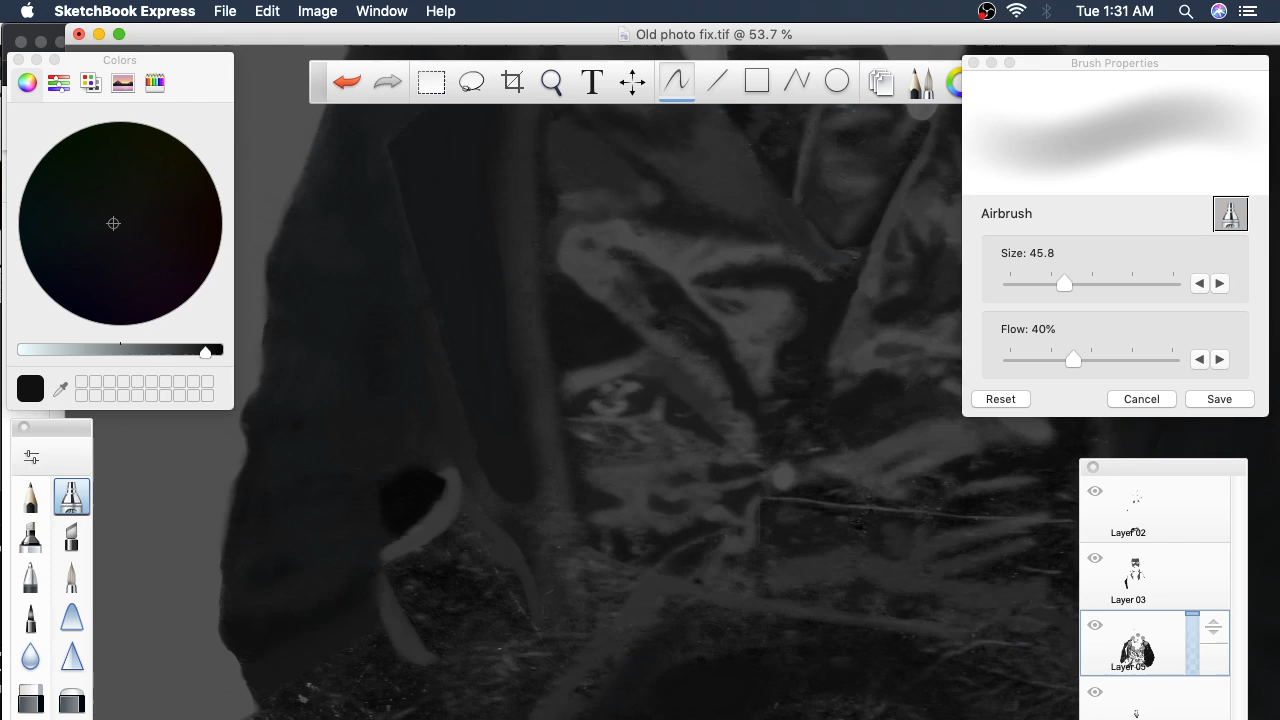 SketchBook Express File Edit Image Window Help Tue 1:31 AM
Old photo fix.tif @ 53.7 %
Colors
Brush Properties
T
Airbrush
Size: 45.8
Flow: 40%
Reset Cancel Save
Layer 02
Layer 03
Layer 05